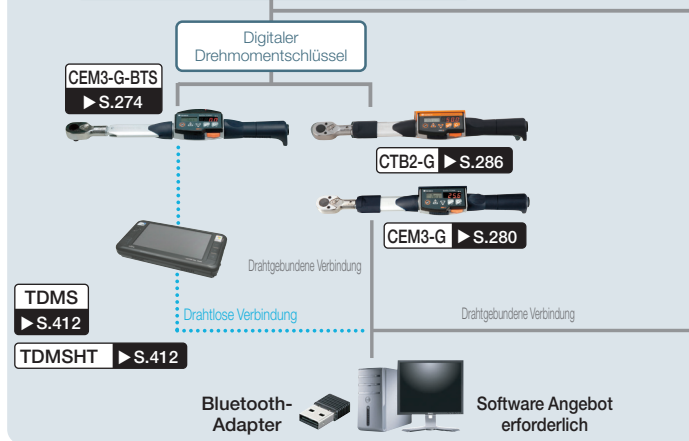 Digitaler
Drehmomentschlüssel
CEM3-G-BTS
▶S.274
CTB2-G ▶S.286
CEM3-G ▶S.280
Drahtgebundene Verbindung
TDMS
▶S.412
Drahtlose Verbindung
Drahtgebundene Verbindung
TDMSHT ▶S.412
Bluetooth-
Adapter
Software Angebot
erforderlich